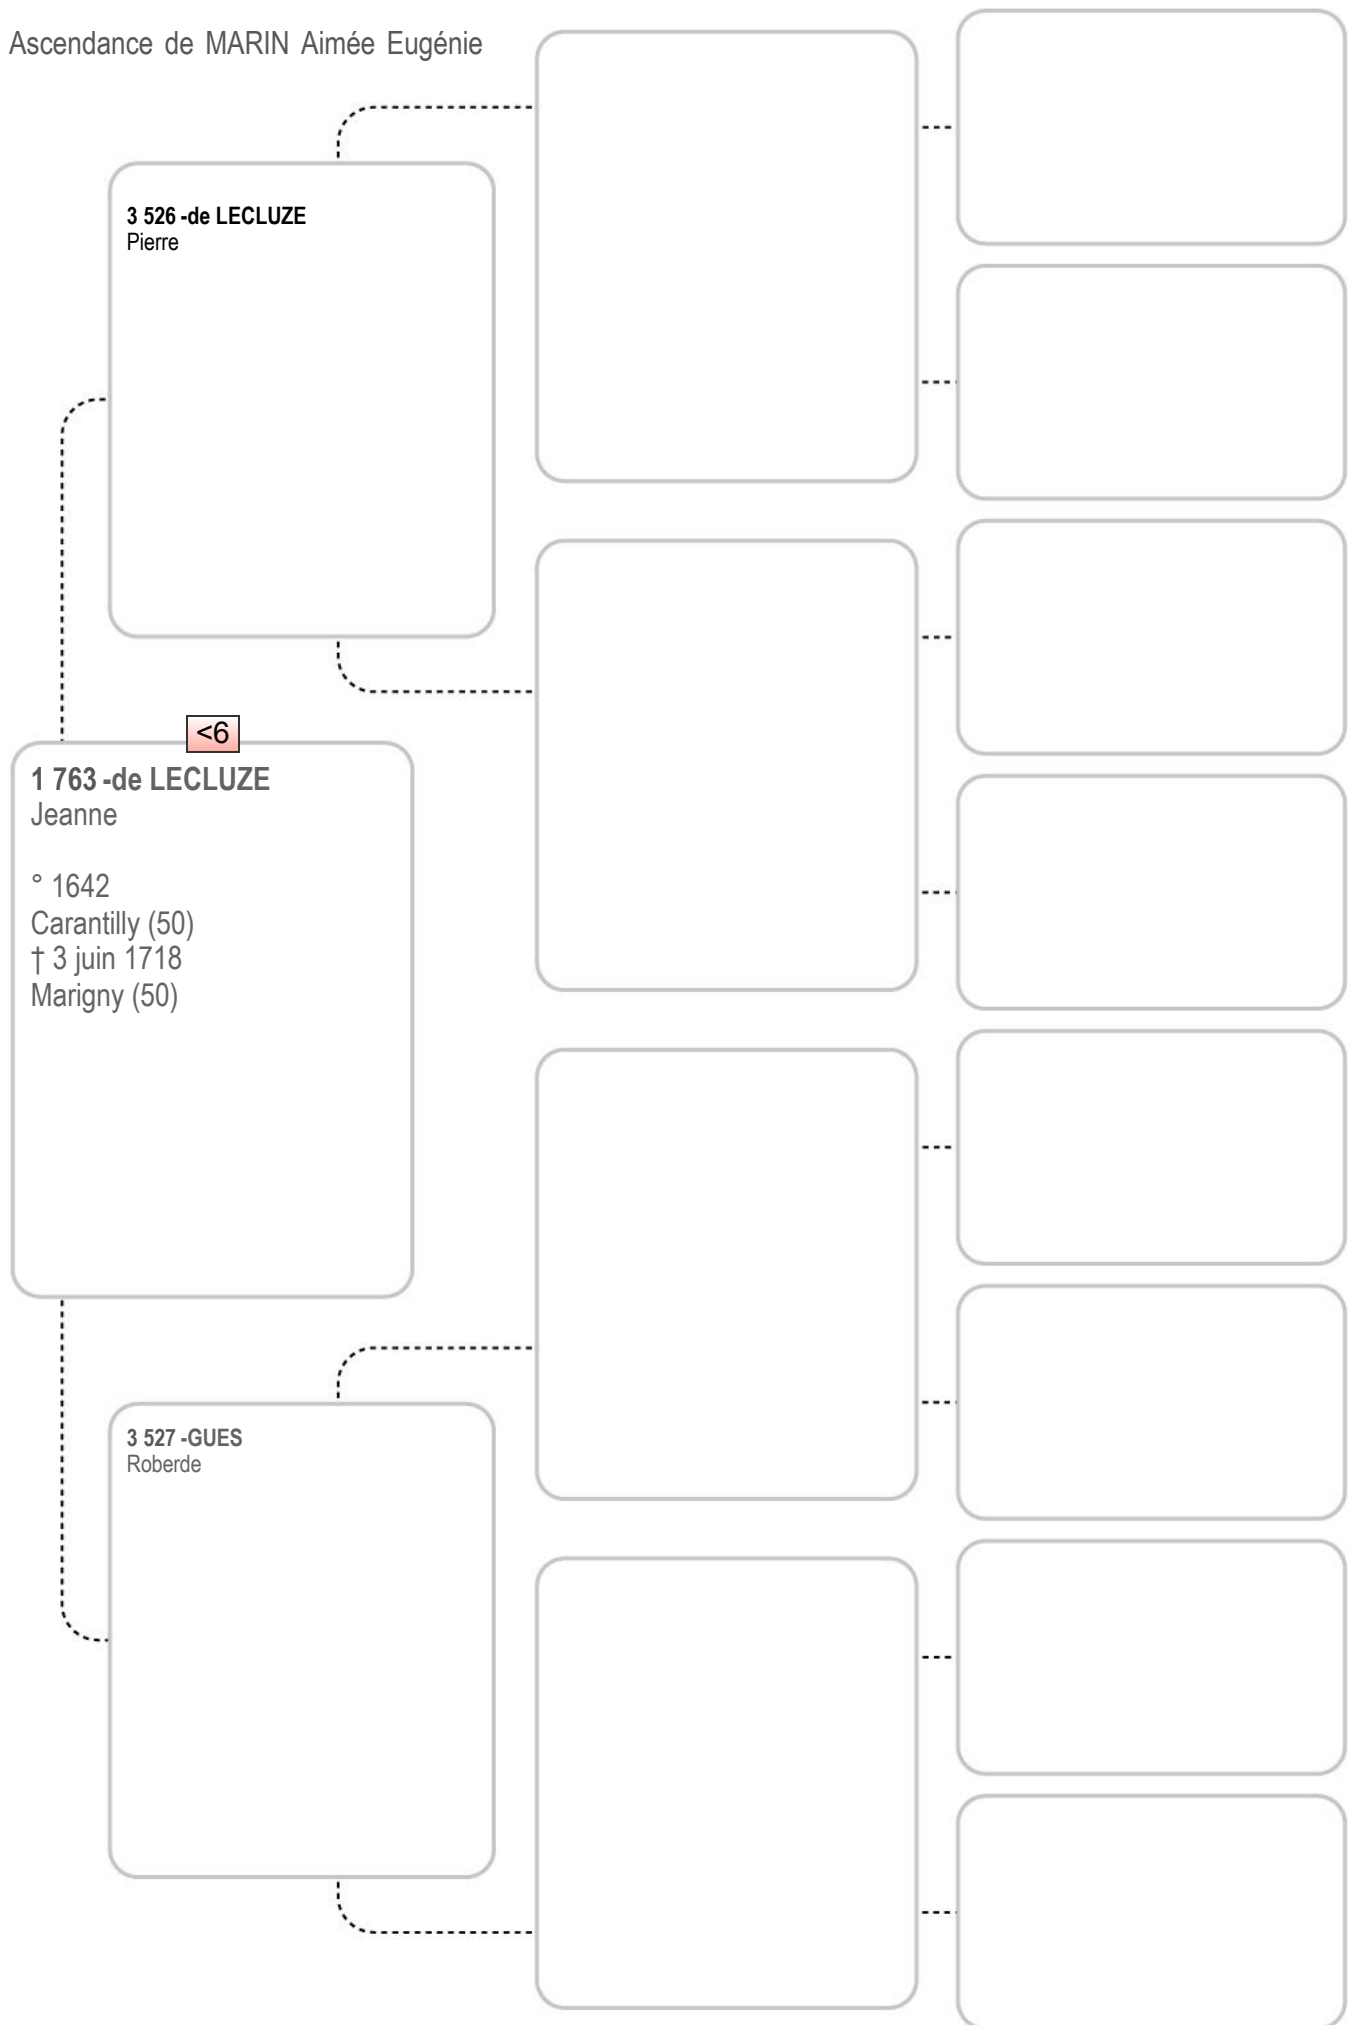 Ascendance de MARIN Aimée Eugénie
3 526 -de LECLUZE
Pierre
<6
1 763 -de LECLUZE
Jeanne
° 1642
Carantilly (50)
† 3 juin 1718
Marigny (50)
3 527 -GUES
Roberde